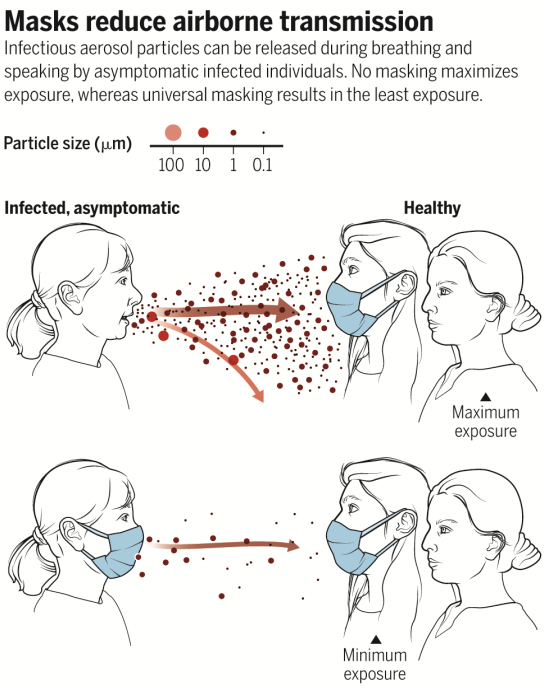 Masks reduce airborne transmission
Infectious aerosol particles can be released during breathing and
speaking by asymptomatic infected individuals. No masking maximizes
exposure, whereas universal masking results in the least exposure.
Particle size (μm)
100 10 1 0.1
Infected, asymptomatic
Healthy
Maximum
exposure
Minimum
exposure